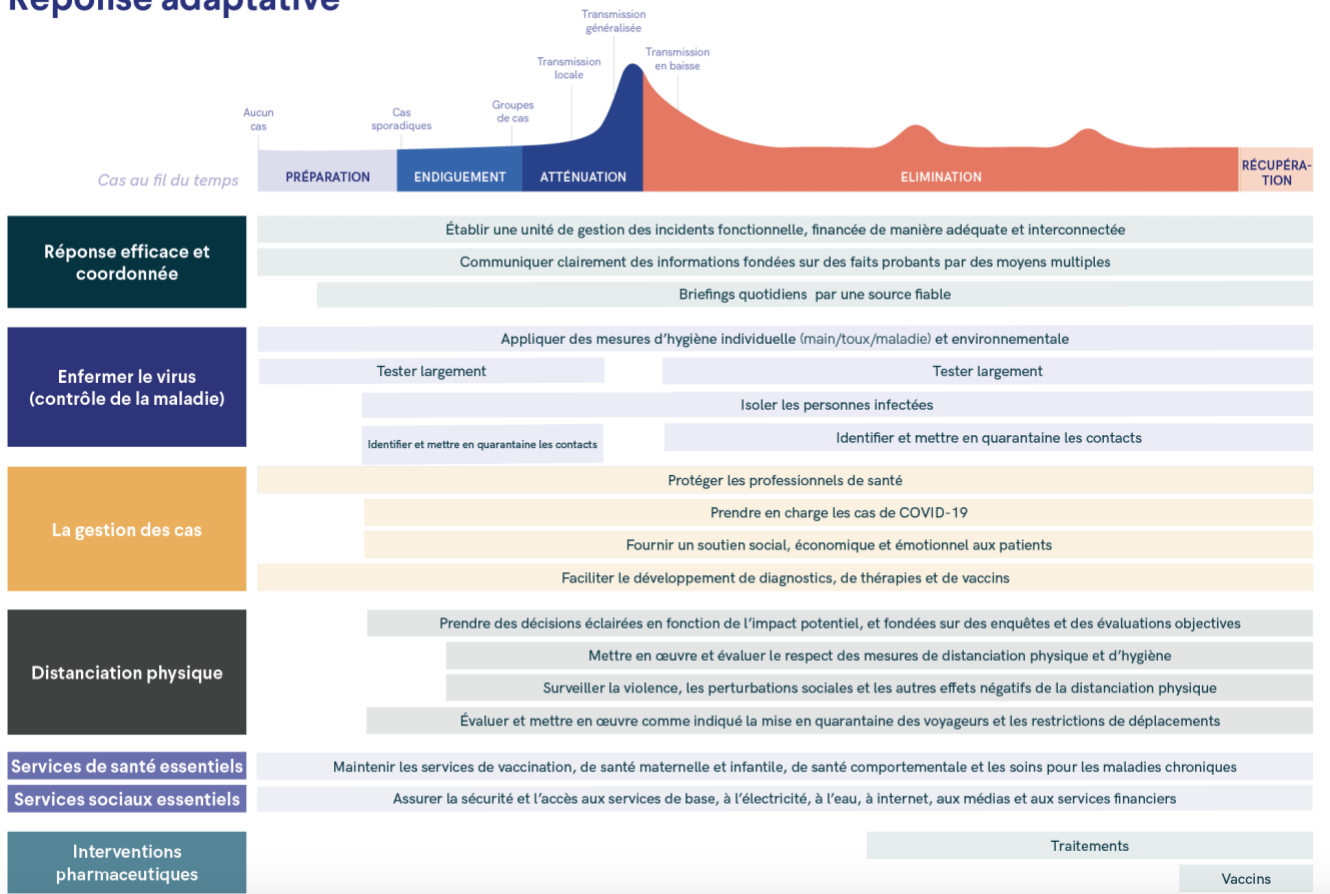 Réponse adaptative
Transmission
généralisée
Transmission
en baisse
Transmission
locale
Groupes
de cas
Aucun
cas
Cas
sporadiques
Cas au fil du temps
PRÉPARATION
ENDIGUEMENT
ATTÉNUATION
ELIMINATION
RÉCUPÉRA-
TION
Réponse efficace et
coordonnée
Établir une unité de gestion des incidents fonctionnelle, financée de manière adéquate et interconnectée
Communiquer clairement des informations fondées sur des faits probants par des moyens multiples
Briefings quotidiens par une source fiable
Enfermer le virus
(contrôle de la maladie)
Appliquer des mesures d'hygiène individuelle (main/toux/maladie) et environnementale
Tester largement
Tester largement
Isoler les personnes infectées
Identifier et mettre en quarantaine les contacts
Identifier et mettre en quarantaine les contacts
La gestion des cas
Protéger les professionnels de santé
Prendre en charge les cas de COVID-19
Fournir un soutien social, économique et émotionnel aux patients
Faciliter le développement de diagnostics, de thérapies et de vaccins
Distanciation physique
Prendre des décisions éclairées en fonction de l'impact potentiel, et fondées sur des enquêtes et des évaluations objectives
Mettre en œuvre et évaluer le respect des mesures de distanciation physique et d'hygiène
Surveiller la violence, les perturbations sociales et les autres effets négatifs de la distanciation physique
Évaluer et mettre en œuvre comme indiqué la mise en quarantaine des voyageurs et les restrictions de déplacements
Services de santé essentiels
Maintenir les services de vaccination, de santé maternelle et infantile, de santé comportementale et les soins pour les maladies chroniques
Services sociaux essentiels
Assurer la sécurité et l'accès aux services de base, à l'électricité, à l'eau, à internet, aux médias et aux services financiers
Interventions
pharmaceutiques
Traitements
Vaccins